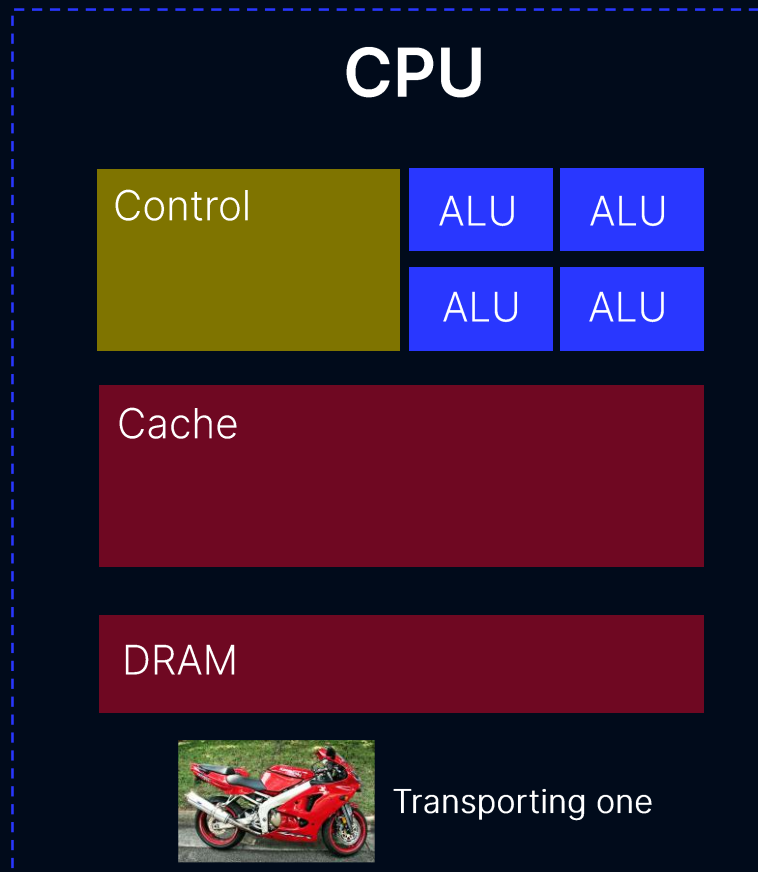 CPU
Control
ALU
ALU
ALU
ALU
Cache
DRAM
Transporting one